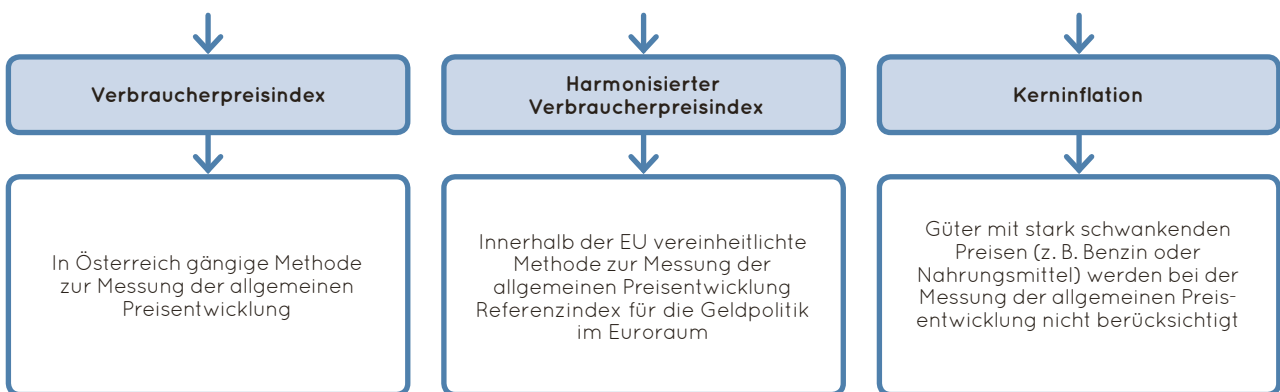 Verbraucherpreisindex
Harmonisierter
Verbraucherpreisindex
Kerninflation
In Österreich gängige Methode
zur Messung der allgemeinen
Preisentwicklung
Innerhalb der EU vereinheitlichte
Methode zur Messung der
allgemeinen Preisentwicklung
Referenzindex für die Geldpolitik
im Euroraum
Güter mit stark schwankenden
Preisen (z. B. Benzin oder
Nahrungsmittel) werden bei der
Messung der allgemeinen Preis-
entwicklung nicht berücksichtigt